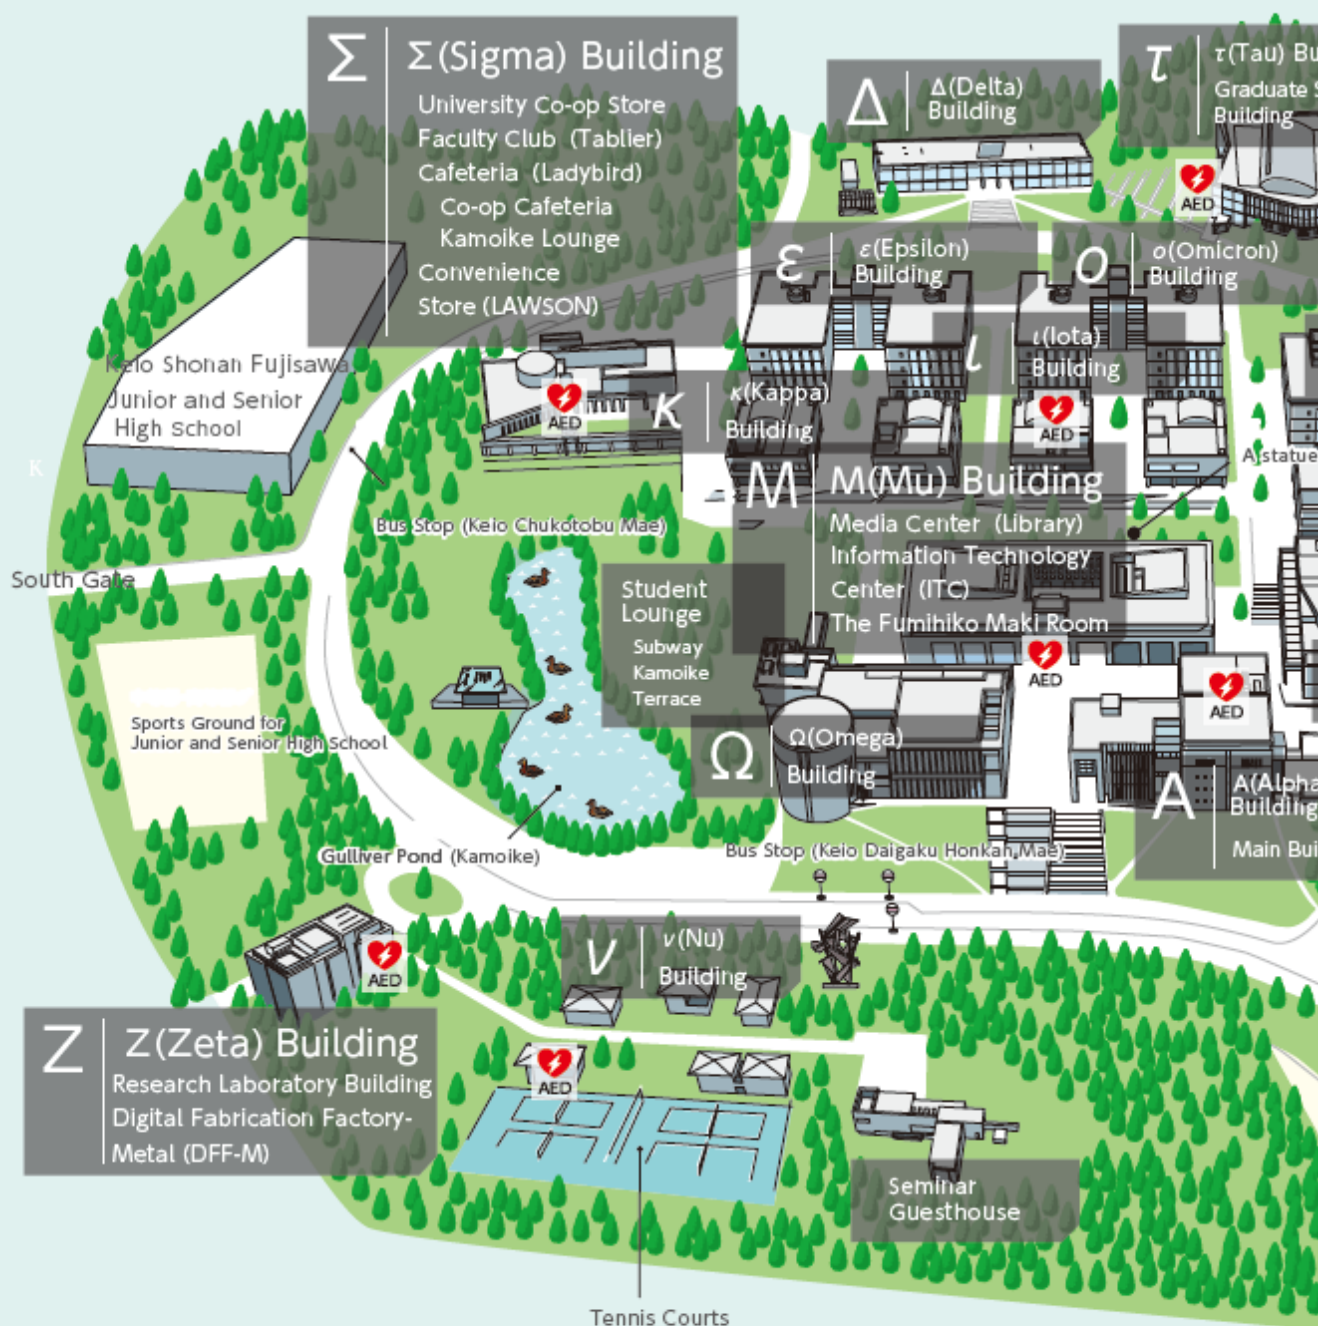 Σ
Σ(Sigma) Building
University Co-op Store
Faculty Club (Tablier)
Cafeteria (Ladybird)
Co-op Cafeteria
Kamoike Lounge
Convenience
Store (LAWSON)
Δ
Δ(Delta)
Building
τ
τ(Tau) Bu
Graduate S
Building
AED
ε
ε(Epsilon)
Building
ο
ο(Omicron)
Building
ι
ι(Iota)
Building
AED
Keio Shonan Fujisawa
Junior and Senior
High School
AED
κ
κ(Kappa)
Building
K
A statue
M
M(Mu) Building
Media Center (Library)
Information Technology
Center (ITC)
The Fumihiko Maki Room
Bus Stop (Keio Chukotobu Mae)
South Gate
Student
Lounge
Subway
Kamoike
Terrace
AED
AED
Sports Ground for
Junior and Senior High School
Ω
Ω(Omega)
Building
A
A(Alpha
Building
Main Bui
Gulliver Pond (Kamoike)
Bus Stop (Keio Daigaku Honkan Mae)
ν
ν(Nu)
Building
AED
Z
Z(Zeta) Building
Research Laboratory Building
Digital Fabrication Factory-
Metal (DFF-M)
AED
Seminar
Guesthouse
Tennis Courts